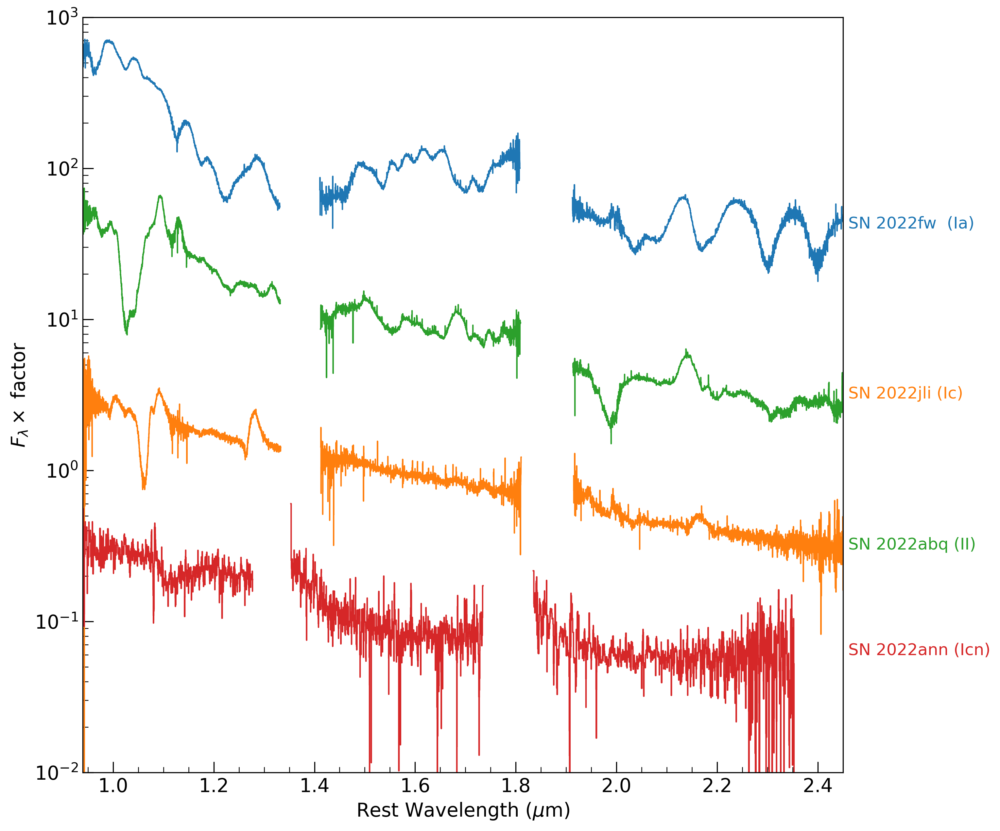 10³
10²
10¹
10⁰
10⁻¹
10⁻²
F_λ × factor
SN 2022fw (Ia)
SN 2022jli (Ic)
SN 2022abq (II)
SN 2022ann (Icn)
1.0 1.2 1.4 1.6 1.8 2.0 2.2 2.4
Rest Wavelength (μm)